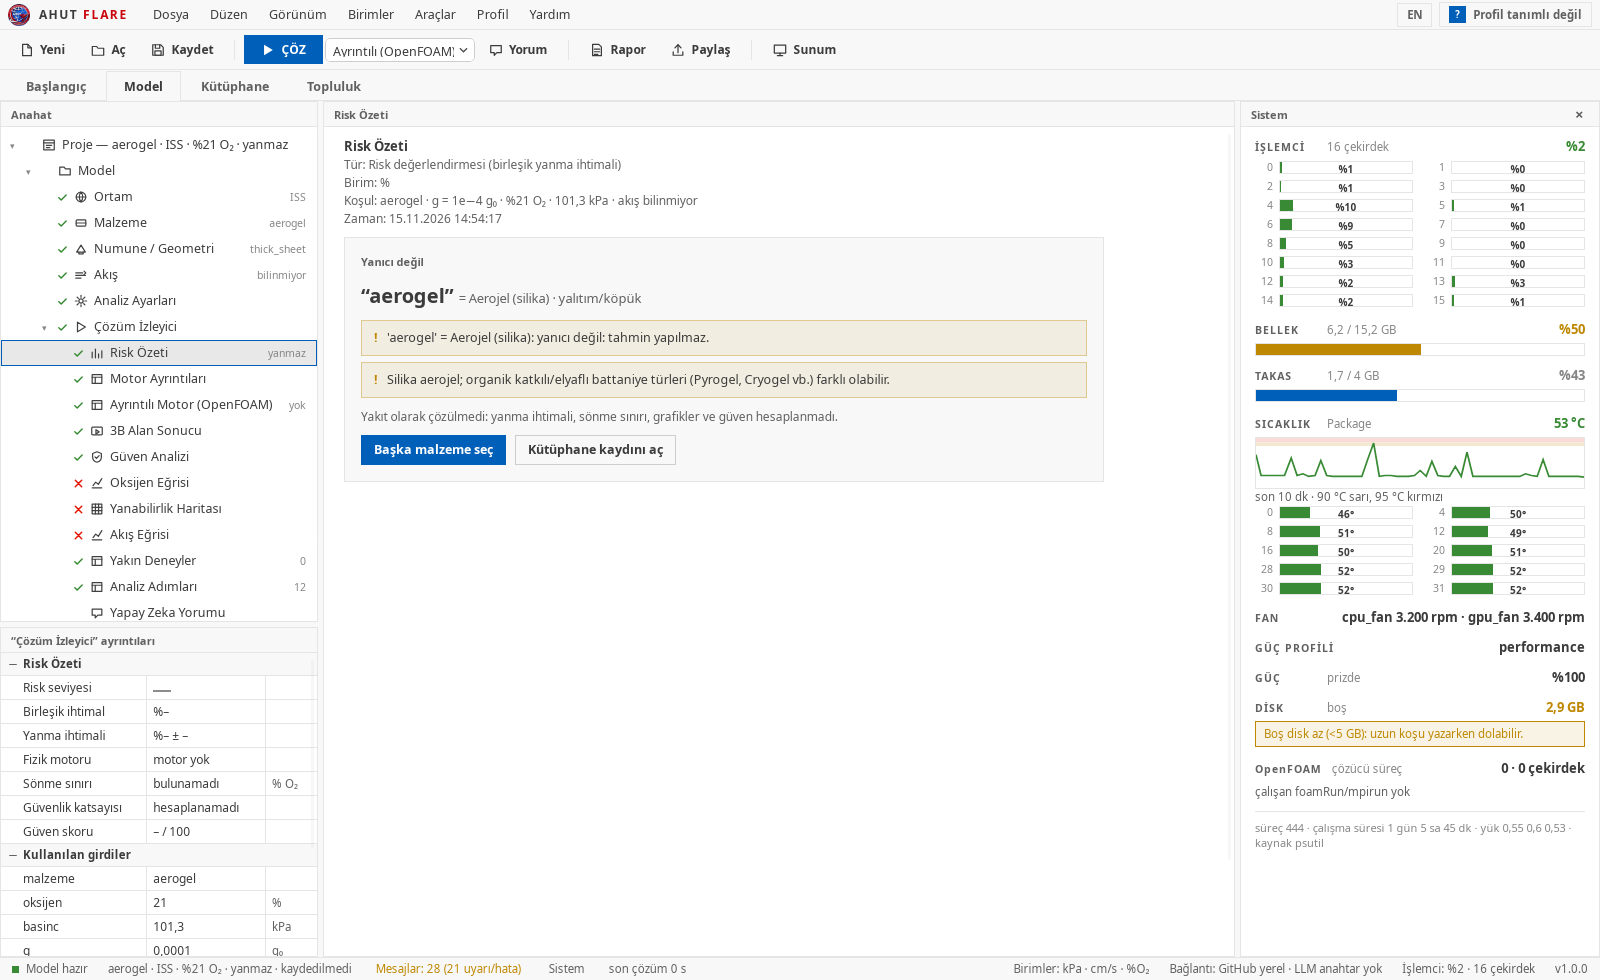 AHUT FLARE Dosya Düzen Görünüm Birimler Araçlar Profil Yardım EN ? Profil tanımlı değil
Yeni Aç Kaydet ÇÖZ Ayrıntılı (OpenFOAM) Yorum Rapor Paylaş Sunum
Başlangıç Model Kütüphane Topluluk
Anahat
Proje — aerogel · ISS · %21 O₂ · yanmaz
Model
Ortam ISS
Malzeme aerogel
Numune / Geometri thick_sheet
Akış bilinmiyor
Analiz Ayarları
Çözüm İzleyici
Risk Özeti yanmaz
Motor Ayrıntıları
Ayrıntılı Motor (OpenFOAM) yok
3B Alan Sonucu
Güven Analizi
Oksijen Eğrisi
Yanabilirlik Haritası
Akış Eğrisi
Yakın Deneyler 0
Analiz Adımları 12
Yapay Zeka Yorumu
“Çözüm İzleyici” ayrıntıları
— Risk Özeti
Risk seviyesi —
Birleşik ihtimal %–
Yanma ihtimali %– ± –
Fizik motoru motor yok
Sönme sınırı bulunamadı % O₂
Güvenlik katsayısı hesaplanamadı
Güven skoru – / 100
— Kullanılan girdiler
malzeme aerogel
oksijen 21 %
basinc 101,3 kPa
g 0,0001 g₀
Risk Özeti
Risk Özeti
Tür: Risk değerlendirmesi (birleşik yanma ihtimali)
Birim: %
Koşul: aerogel · g = 1e−4 g₀ · %21 O₂ · 101,3 kPa · akış bilinmiyor
Zaman: 15.11.2026 14:54:17
Yanıcı değil
“aerogel” = Aerojel (silika) · yalıtım/köpük
! 'aerogel' = Aerojel (silika): yanıcı değil: tahmin yapılmaz.
! Silika aerojel; organik katkılı/elyaflı battaniye türleri (Pyrogel, Cryogel vb.) farklı olabilir.
Yakıt olarak çözülmedi: yanma ihtimali, sönme sınırı, grafikler ve güven hesaplanmadı.
Başka malzeme seç Kütüphane kaydını aç
Sistem ×
İŞLEMCİ 16 çekirdek %2
0 %1 1 %0
2 %1 3 %0
4 %10 5 %1
6 %9 7 %0
8 %5 9 %0
10 %3 11 %0
12 %2 13 %3
14 %2 15 %1
BELLEK 6,2 / 15,2 GB %50
TAKAS 1,7 / 4 GB %43
SICAKLIK Package 53 °C
son 10 dk · 90 °C sarı, 95 °C kırmızı
0 46° 4 50°
8 51° 12 49°
16 50° 20 51°
28 52° 29 52°
30 52° 31 52°
FAN cpu_fan 3.200 rpm · gpu_fan 3.400 rpm
GÜÇ PROFİLİ performance
GÜÇ prizde %100
DİSK boş 2,9 GB
Boş disk az (<5 GB): uzun koşu yazarken dolabilir.
OpenFOAM çözücü süreç 0 · 0 çekirdek
çalışan foamRun/mpirun yok
süreç 444 · çalışma süresi 1 gün 5 sa 45 dk · yük 0,55 0,6 0,53 ·
kaynak psutil
Model hazır aerogel · ISS · %21 O₂ · yanmaz · kaydedilmedi Mesajlar: 28 (21 uyarı/hata) Sistem son çözüm 0 s Birimler: kPa · cm/s · %O₂ Bağlantı: GitHub yerel · LLM anahtar yok İşlemci: %2 · 16 çekirdek v1.0.0